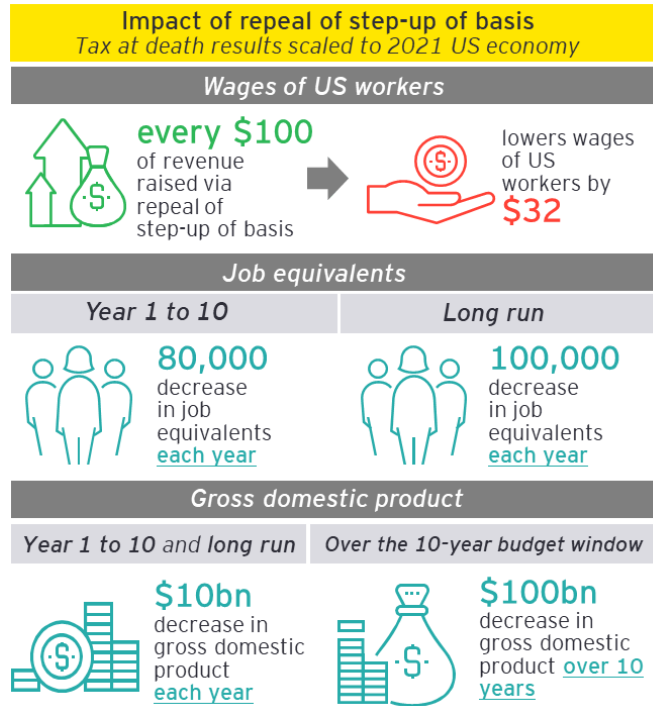 Impact of repeal of step-up of basis
Tax at death results scaled to 2021 US economy
Wages of US workers
every $100
of revenue
raised via
repeal of
step-up of basis
lowers wages
of US
workers by
$32
Job equivalents
Year 1 to 10
Long run
80,000
decrease
in job
equivalents
each year
100,000
decrease
in job
equivalents
each year
Gross domestic product
Year 1 to 10 and long run
Over the 10-year budget window
$10bn
decrease in
gross domestic
product
each year
$100bn
decrease in
gross domestic
product over 10
years